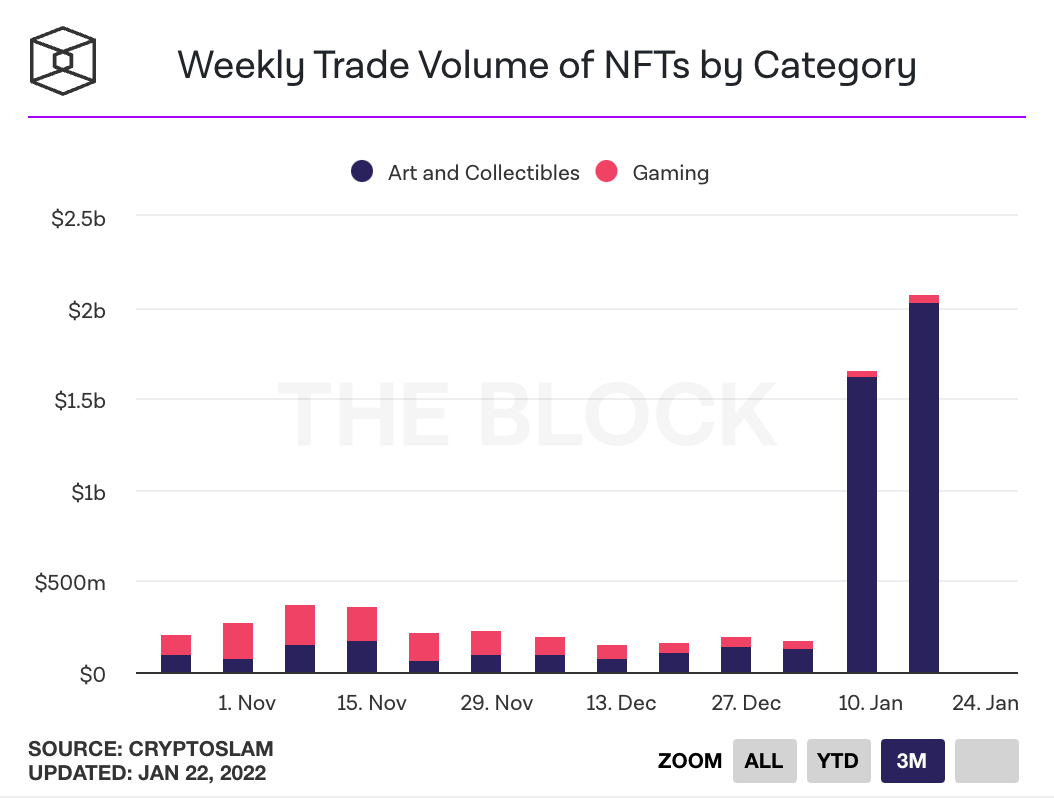 Weekly Trade Volume of NFTs by Category
Art and Collectibles Gaming
$2.5b
$2b
$1.5b
THE BLOCK
$1b
$500m
$0
1. Nov 15. Nov 29. Nov 13. Dec 27. Dec 10. Jan 24. Jan
SOURCE: CRYPTOSLAM
UPDATED: JAN 22, 2022
ZOOM ALL YTD 3M